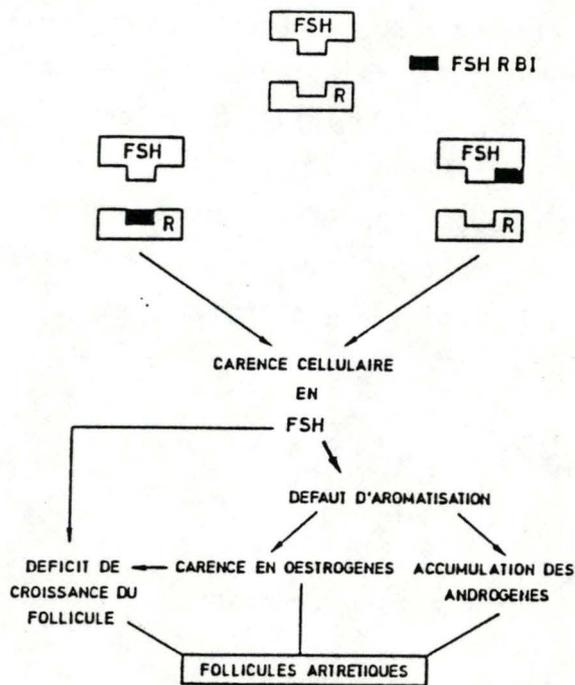 FSH
FSH R BI
R
FSH
FSH
R
R
CARENCE CELLULAIRE
EN
FSH
DEFAUT D'AROMATISATION
DEFICIT DE
CROISSANCE DU
FOLLICULE
CARENCE EN OESTROGENES
ACCUMULATION DES
ANDROGENES
FOLLICULES ARTRETIQUES